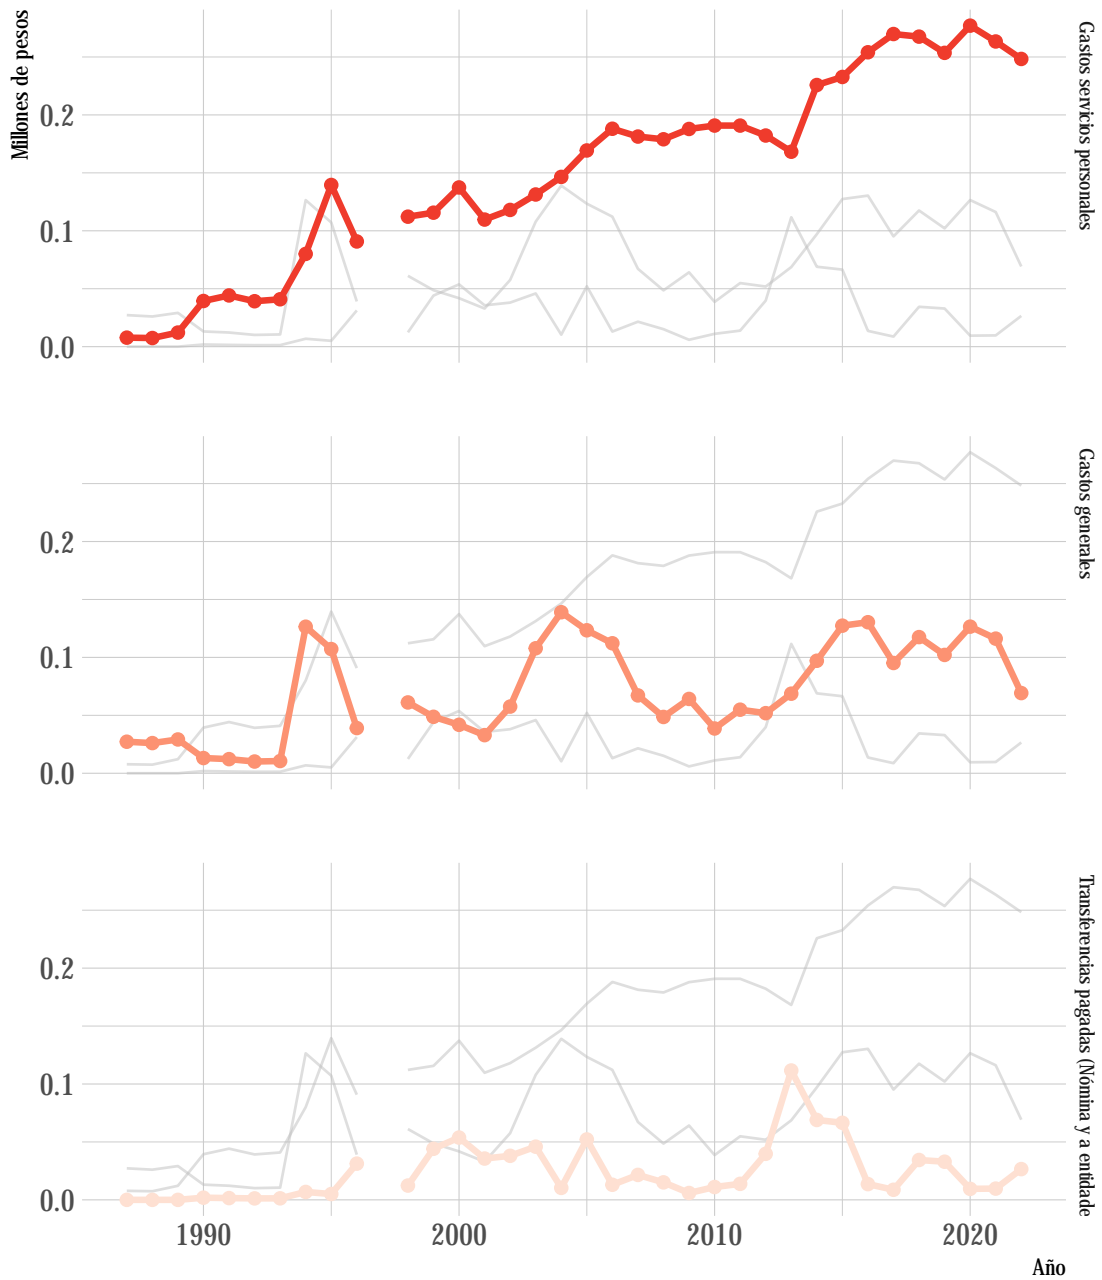 Millones de pesos
0.2
0.1
0.0
Gastos servicios personales
0.2
0.1
0.0
Gastos generales
0.2
0.1
0.0
Transferencias pagadas (Nómina y a entidade
1990 2000 2010 2020
Año